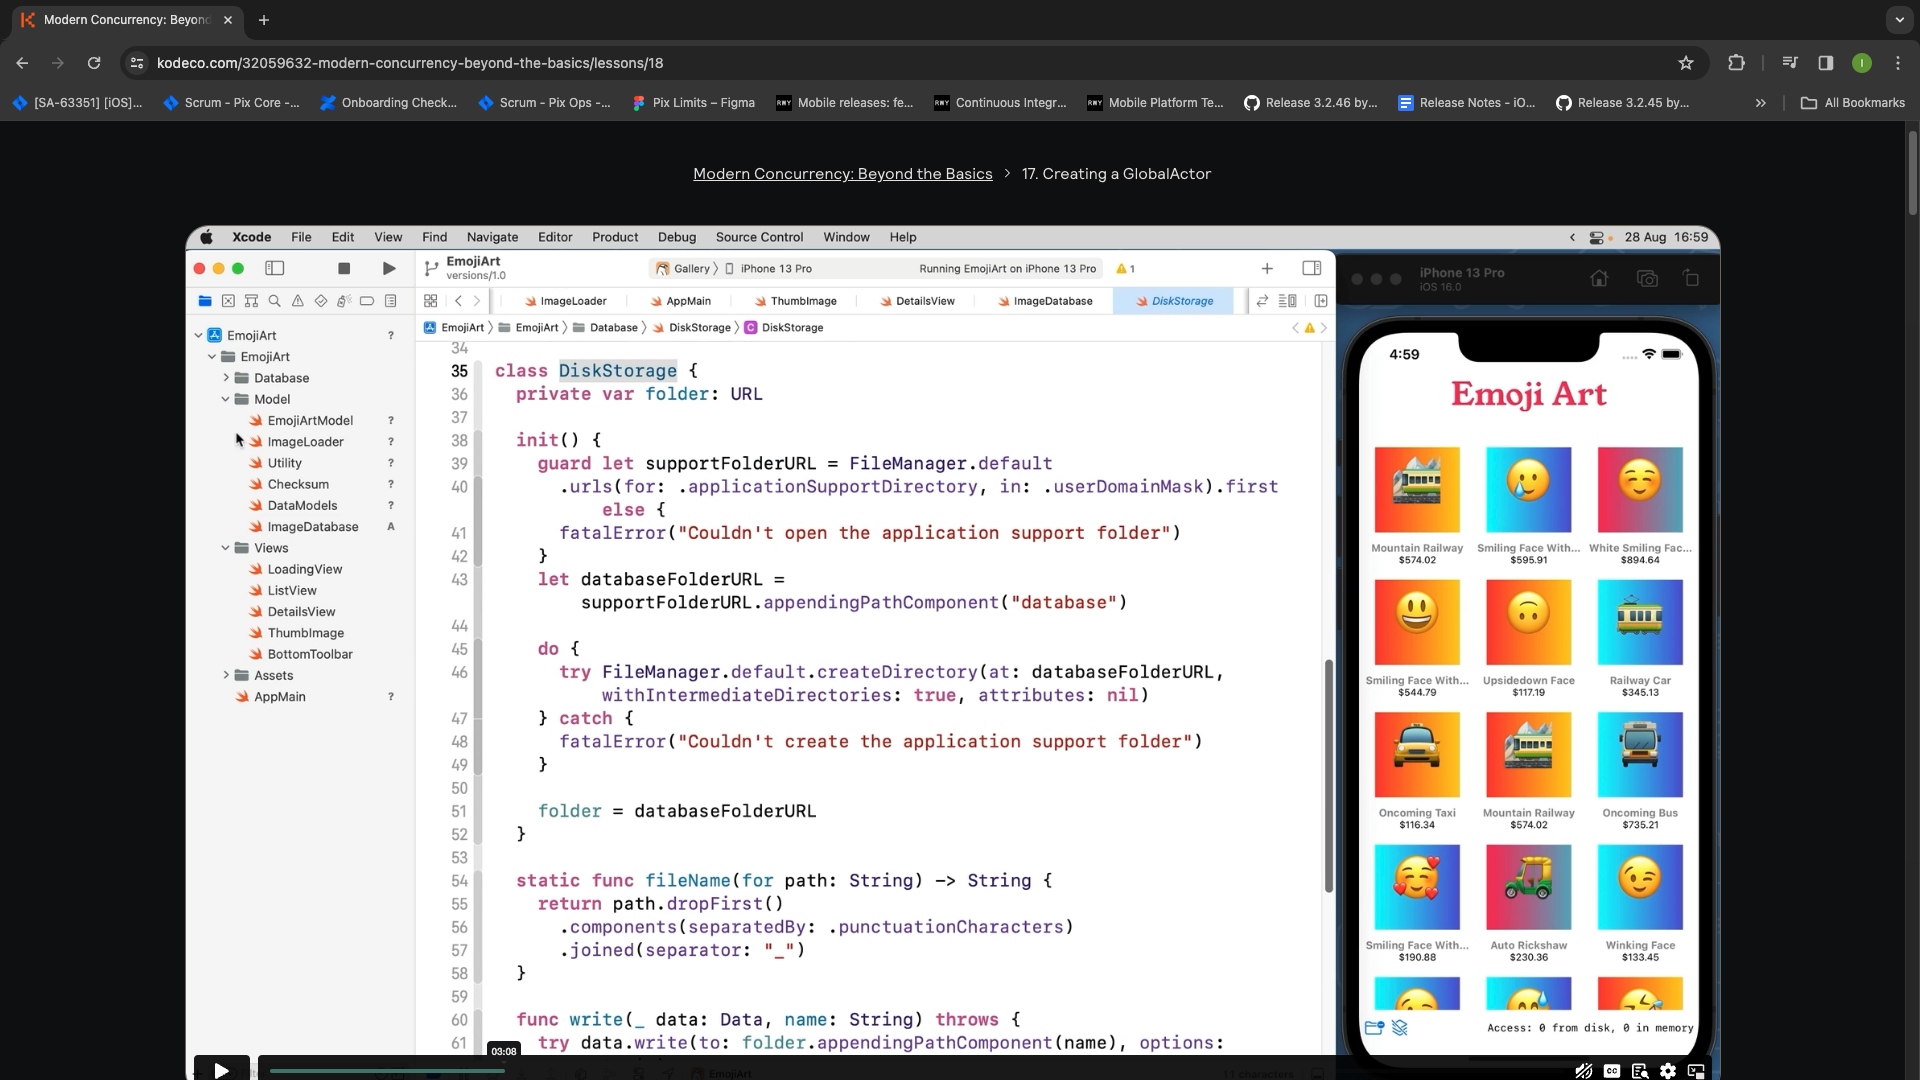 Modern Concurrency: Beyond
kodeco.com/32059632-modern-concurrency-beyond-the-basics/lessons/18
[SA-63351] [iOS]...
Scrum - Pix Core -...
Onboarding Check...
Scrum - Pix Ops -...
Pix Limits – Figma
RWY
Mobile releases: fe...
RWY
Continuous Integr...
RWY
Mobile Platform Te...
Release 3.2.46 by...
Release Notes - iO...
Release 3.2.45 by...
»
All Bookmarks
Modern Concurrency: Beyond the Basics > 17. Creating a GlobalActor
Xcode File Edit View Find Navigate Editor Product Debug Source Control Window Help
28 Aug 16:59
EmojiArt
versions/1.0
Gallery 〉 iPhone 13 Pro
Running EmojiArt on iPhone 13 Pro
1
iPhone 13 Pro
iOS 16.0
ImageLoader
AppMain
ThumbImage
DetailsView
ImageDatabase
DiskStorage
EmojiArt 〉 EmojiArt 〉 Database 〉 DiskStorage 〉 C DiskStorage
EmojiArt ?
EmojiArt
Database
Model
EmojiArtModel ?
ImageLoader ?
Utility ?
Checksum ?
DataModels ?
ImageDatabase A
Views
LoadingView
ListView
DetailsView
ThumbImage
BottomToolbar
Assets
AppMain ?
34
35 class DiskStorage {
36 private var folder: URL
37
38 init() {
39 guard let supportFolderURL = FileManager.default
40 .urls(for: .applicationSupportDirectory, in: .userDomainMask).first
else {
41 fatalError("Couldn't open the application support folder")
42 }
43 let databaseFolderURL =
supportFolderURL.appendingPathComponent("database")
44
45 do {
46 try FileManager.default.createDirectory(at: databaseFolderURL,
withIntermediateDirectories: true, attributes: nil)
47 } catch {
48 fatalError("Couldn't create the application support folder")
49 }
50
51 folder = databaseFolderURL
52 }
53
54 static func fileName(for path: String) -> String {
55 return path.dropFirst()
56 .components(separatedBy: .punctuationCharacters)
57 .joined(separator: "_")
58 }
59
60 func write(_ data: Data, name: String) throws {
61 try data.write(to: folder.appendingPathComponent(name), options:
03:08
EmojiArt
11 characters
CC
4:59
Emoji Art
Mountain Railway
$574.02
Smiling Face With...
$595.91
White Smiling Fac...
$894.64
Smiling Face With...
$544.79
Upsidedown Face
$117.19
Railway Car
$345.13
Oncoming Taxi
$116.34
Mountain Railway
$574.02
Oncoming Bus
$735.21
Smiling Face With...
$190.88
Auto Rickshaw
$230.36
Winking Face
$133.45
Access: 0 from disk, 0 in memory